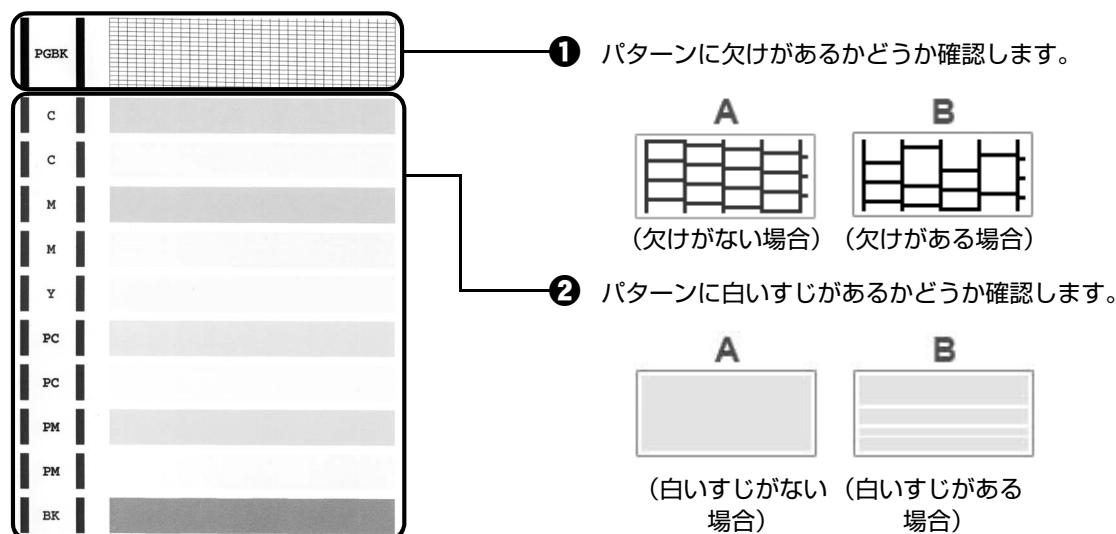 PGBK
C
C
M
M
Y
PC
PC
PM
PM
BK
❶ パターンに欠けがあるかどうか確認します。
A B
（欠けがない場合） （欠けがある場合）
❷ パターンに白いすじがあるかどうか確認します。
A B
（白いすじがない （白いすじがある
場合） 場合）